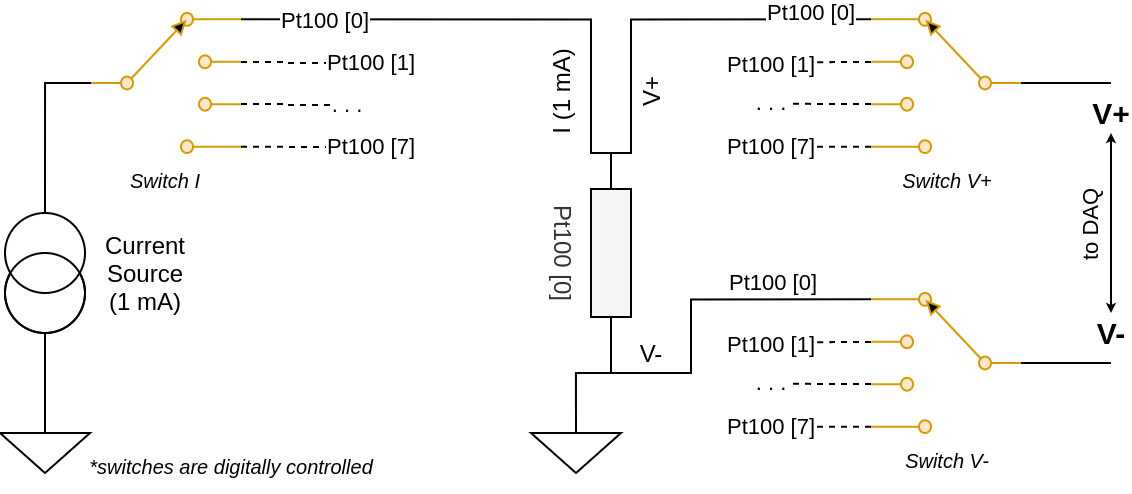 Pt100 [0]
Pt100 [1]
. . .
Pt100 [7]
Switch I
Current
Source
(1 mA)
*switches are digitally controlled
I (1 mA)
V+
Pt100 [0]
V-
Pt100 [0]
Pt100 [1]
. . .
Pt100 [7]
Switch V+
V+
to DAQ
V-
Pt100 [0]
Pt100 [1]
. . .
Pt100 [7]
Switch V-